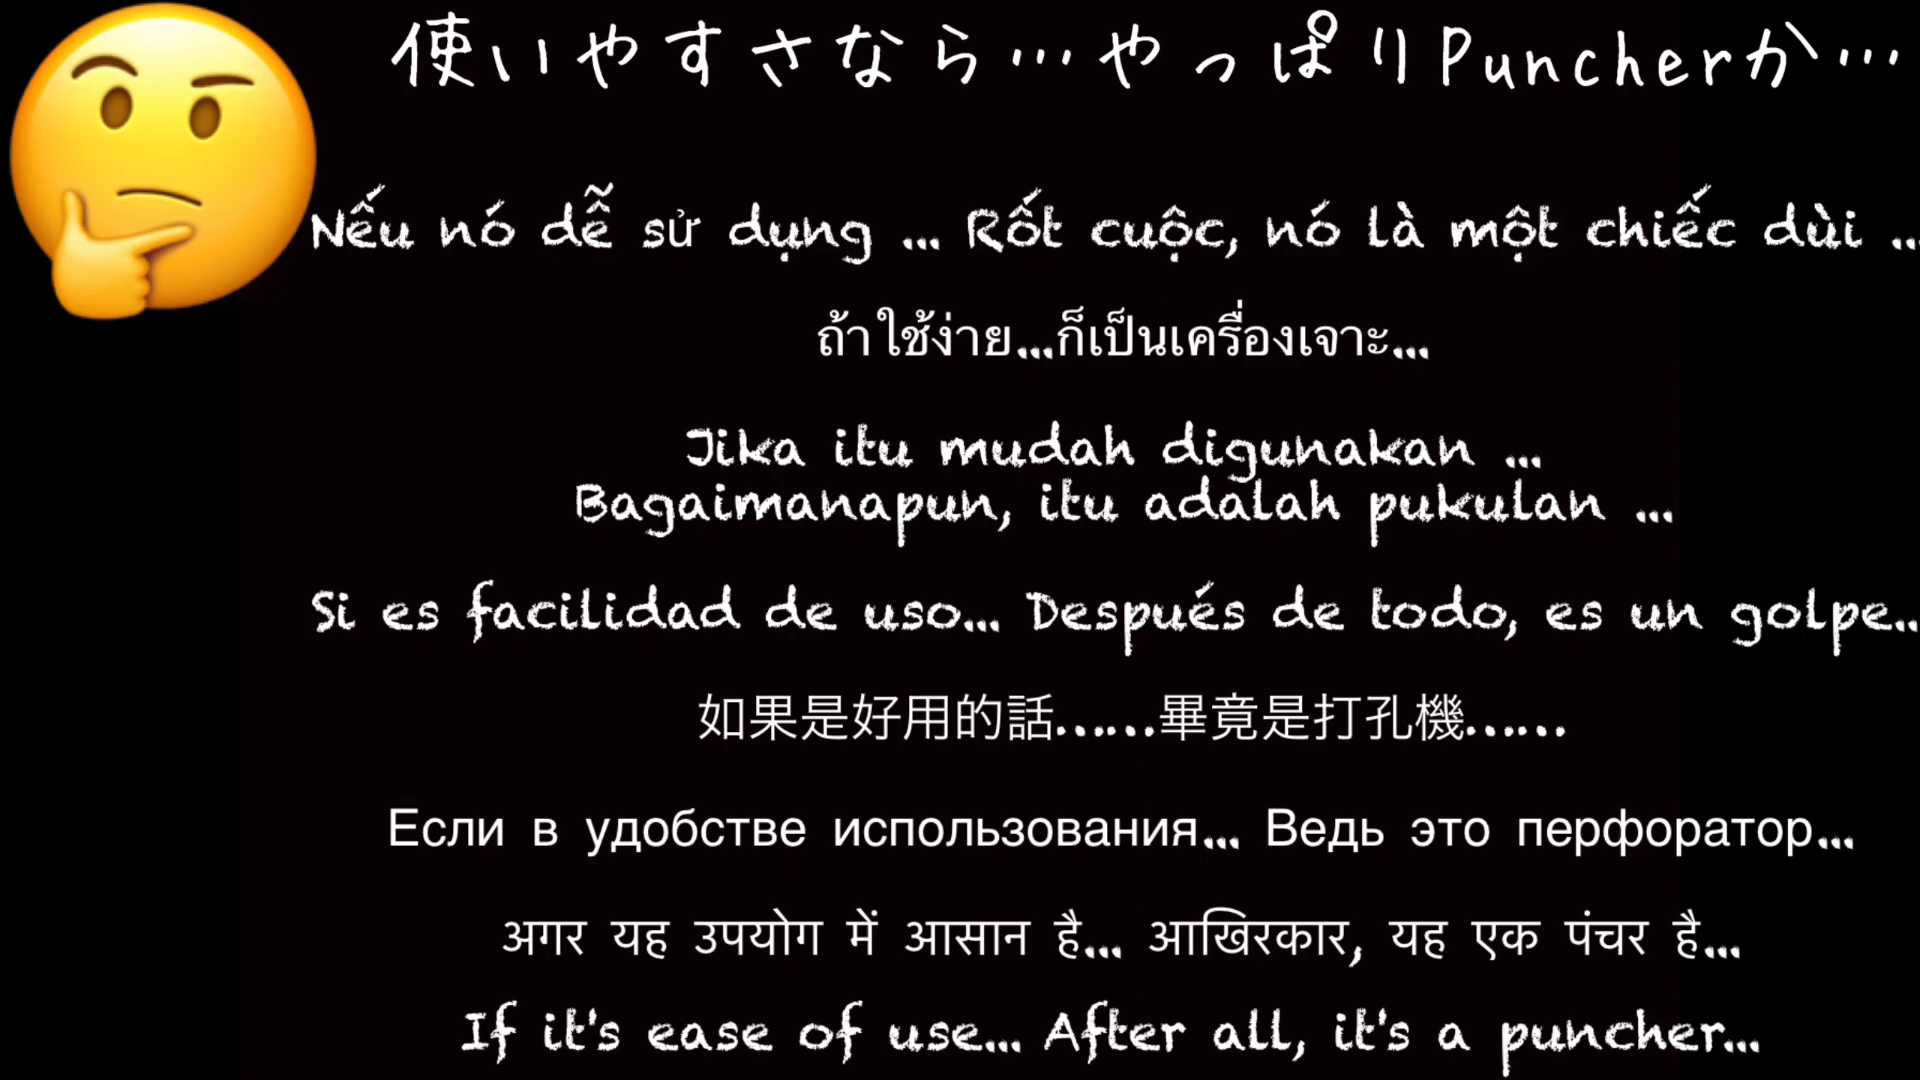 使いやすさなら…やっぱりPuncherか…
Nếu nó dễ sử dụng ... Rốt cuộc, nó là một chiếc dùi ...
ถ้าใช้ง่าย...ก็เป็นเครื่องเจาะ...
Jika itu mudah digunakan ...
Bagaimanapun, itu adalah pukulan ...
Si es facilidad de uso... Después de todo, es un golpe...
如果是好用的話……畢竟是打孔機……
Если в удобстве использования... Ведь это перфоратор...
अगर यह उपयोग में आसान है... आखिरकार, यह एक पंचर है...
If it's ease of use... After all, it's a puncher...